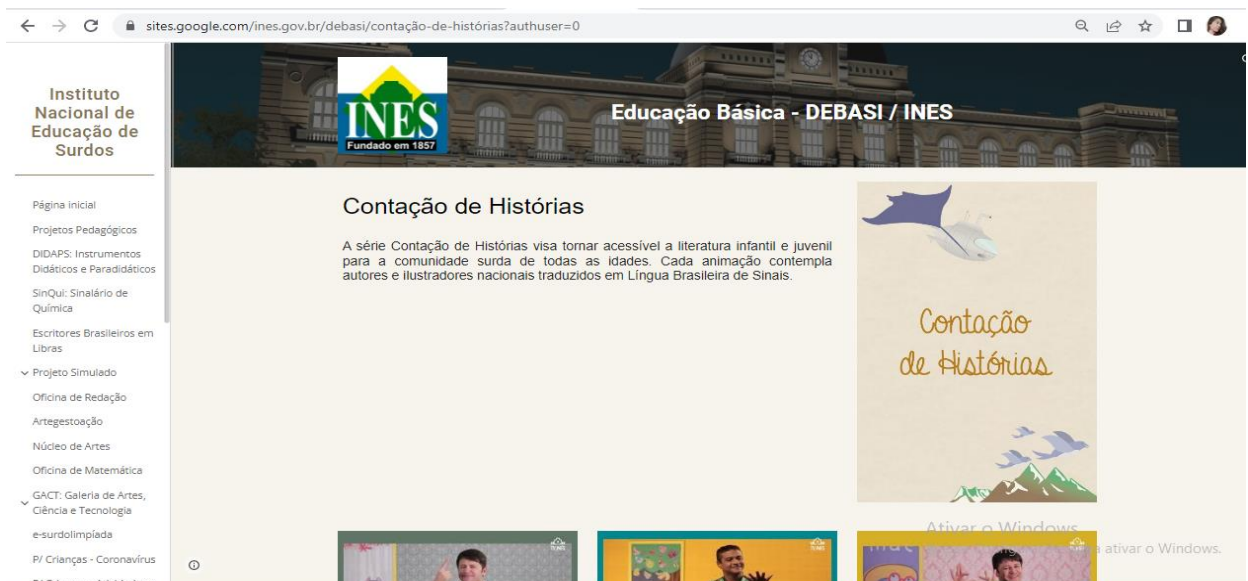 sites.google.com/ines.gov.br/debasi/contação-de-histórias?authuser=0
Instituto
Nacional de
Educação de
Surdos
Página inicial
Projetos Pedagógicos
DIDAPS: Instrumentos
Didáticos e Paradidáticos
SinQui: Sinalário de
Química
Escritores Brasileiros em
Libras
Projeto Simulado
Oficina de Redação
Artegestoação
Núcleo de Artes
Oficina de Matemática
GACT: Galeria de Artes,
Ciência e Tecnologia
e-surdolimpíada
P/ Crianças - Coronavírus
INES
Fundado em 1857
Educação Básica - DEBASI / INES
Contação de Histórias
A série Contação de Histórias visa tornar acessível a literatura infantil e juvenil
para a comunidade surda de todas as idades. Cada animação contempla
autores e ilustradores nacionais traduzidos em Língua Brasileira de Sinais.
Contação
de Histórias
Ativar o Windows
a ativar o Windows.